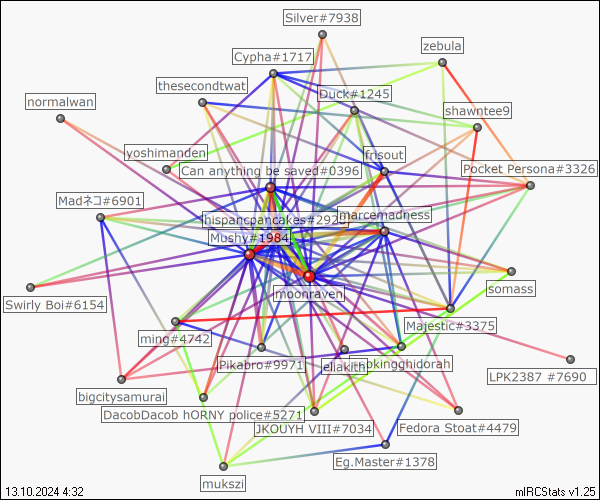 Silver#7938
zebula
Cypha#1717
thesecondtwat
Duck#1245
normalwan
shawntee9
yoshimanden
frisout
Can anything be saved#0396
Pocket Persona#3326
Madネコ#6901
hispancpancakes#292
marcemadness
Mushy#1984
moonraven
somass
Swirly Boi#6154
Majestic#3375
ming#4742
Pikabro#9971
eliakith
pkingghidorah
LPK2387 #7690
bigcitysamurai
DacobDacob hORNY police#5271
JKOUYH VIII#7034
Fedora Stoat#4479
Eg.Master#1378
mukszi
13.10.2024 4:32
mIRCStats v1.25